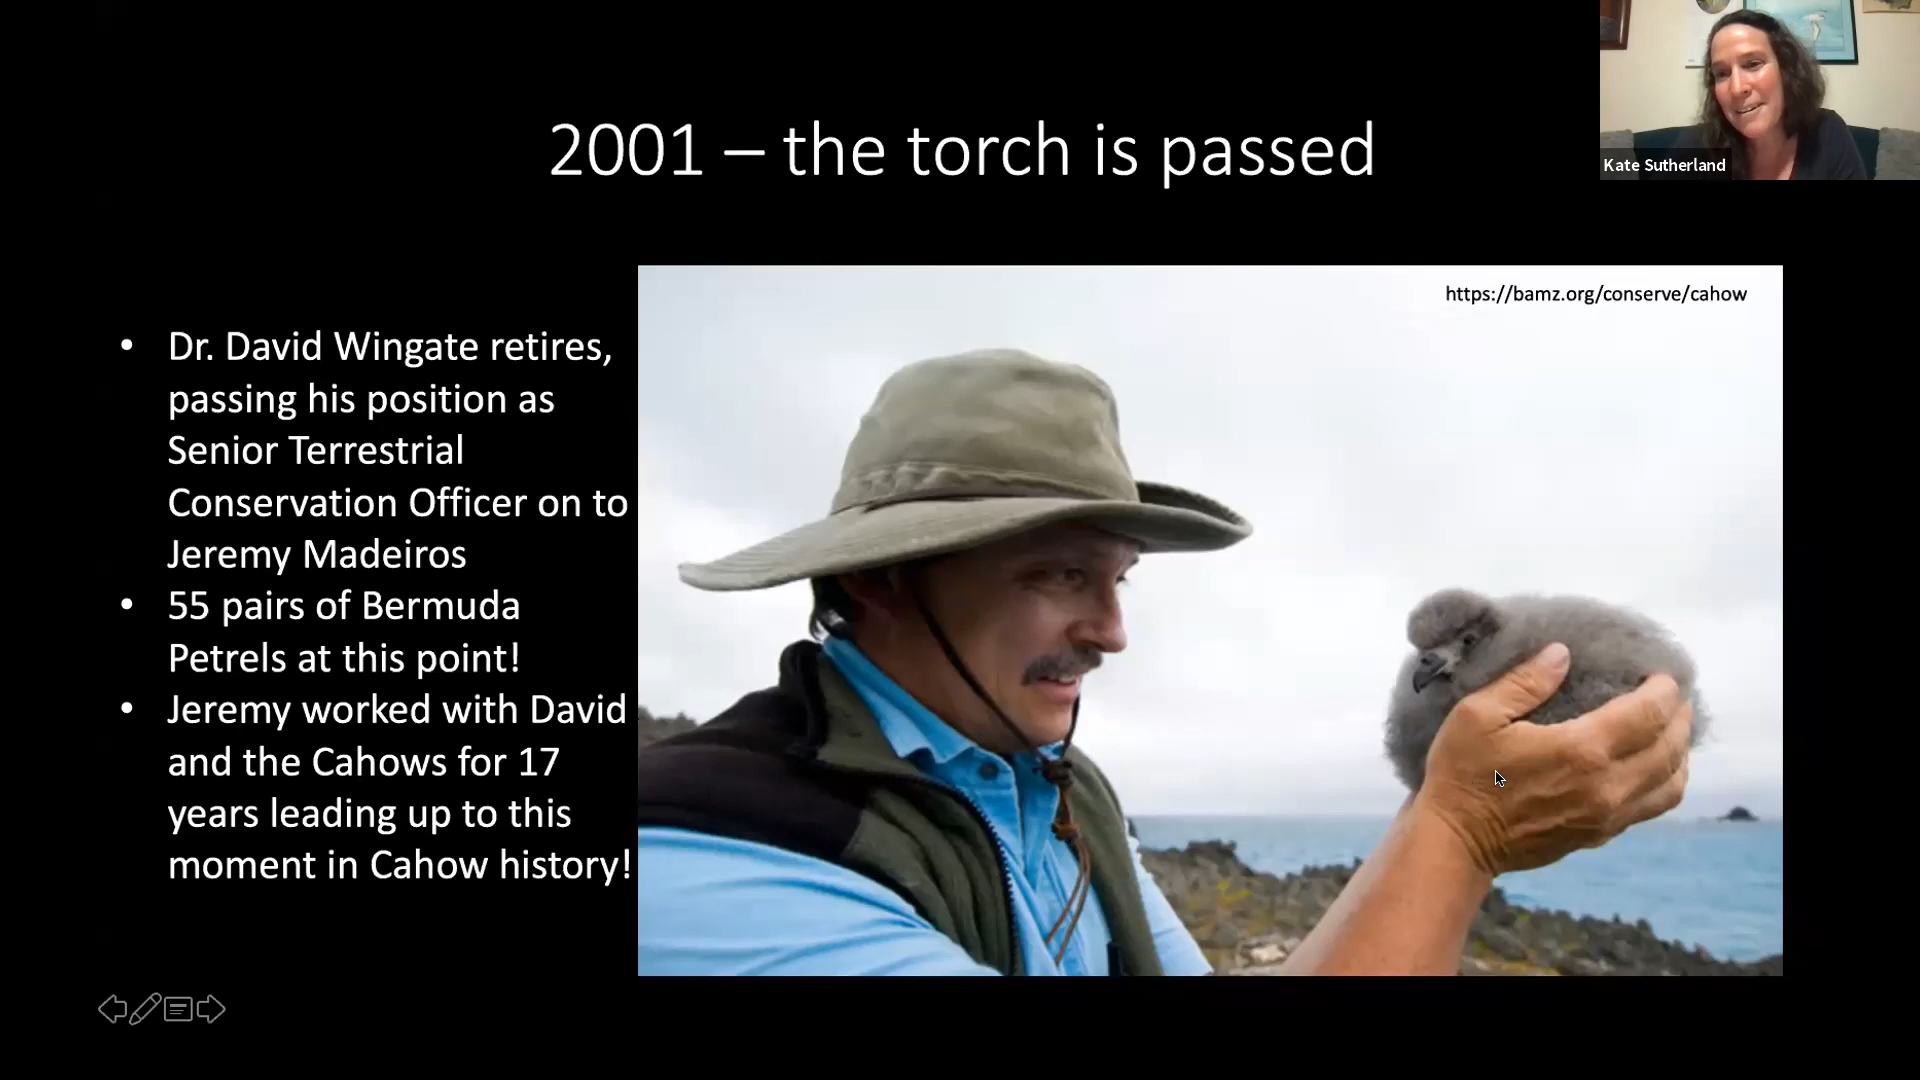 2001 – the torch is passed
Kate Sutherland
https://bamz.org/conserve/cahow
• Dr. David Wingate retires,
passing his position as
Senior Terrestrial
Conservation Officer on to
Jeremy Madeiros
• 55 pairs of Bermuda
Petrels at this point!
• Jeremy worked with David
and the Cahows for 17
years leading up to this
moment in Cahow history!